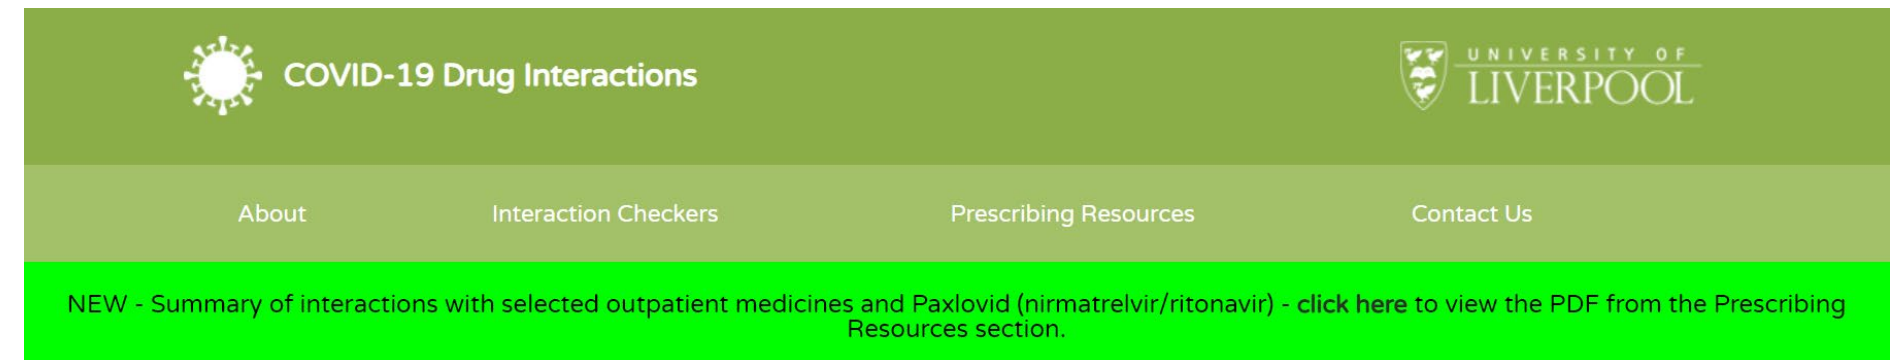 COVID-19 Drug Interactions
UNIVERSITY OF
LIVERPOOL
About
Interaction Checkers
Prescribing Resources
Contact Us
NEW - Summary of interactions with selected outpatient medicines and Paxlovid (nirmatrelvir/ritonavir) - click here to view the PDF from the Prescribing
Resources section.